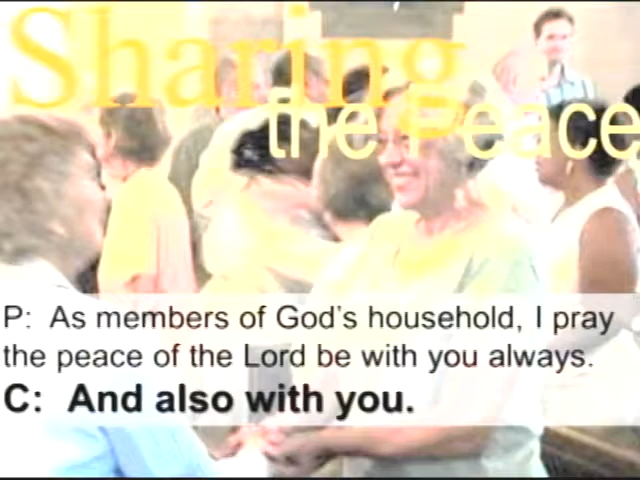 Sharing
the Peace
P: As members of God's household, I pray
the peace of the Lord be with you always.
C: And also with you.